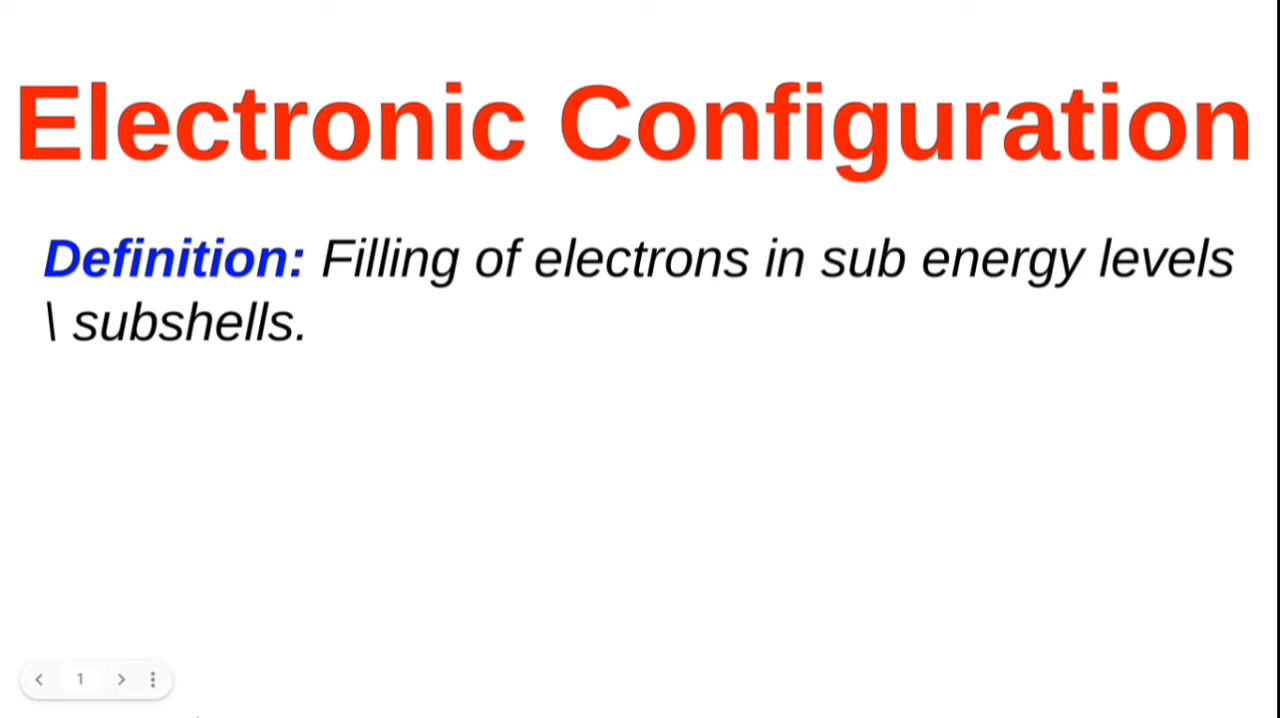 Electronic Configuration
Definition: Filling of electrons in sub energy levels
\ subshells.
1